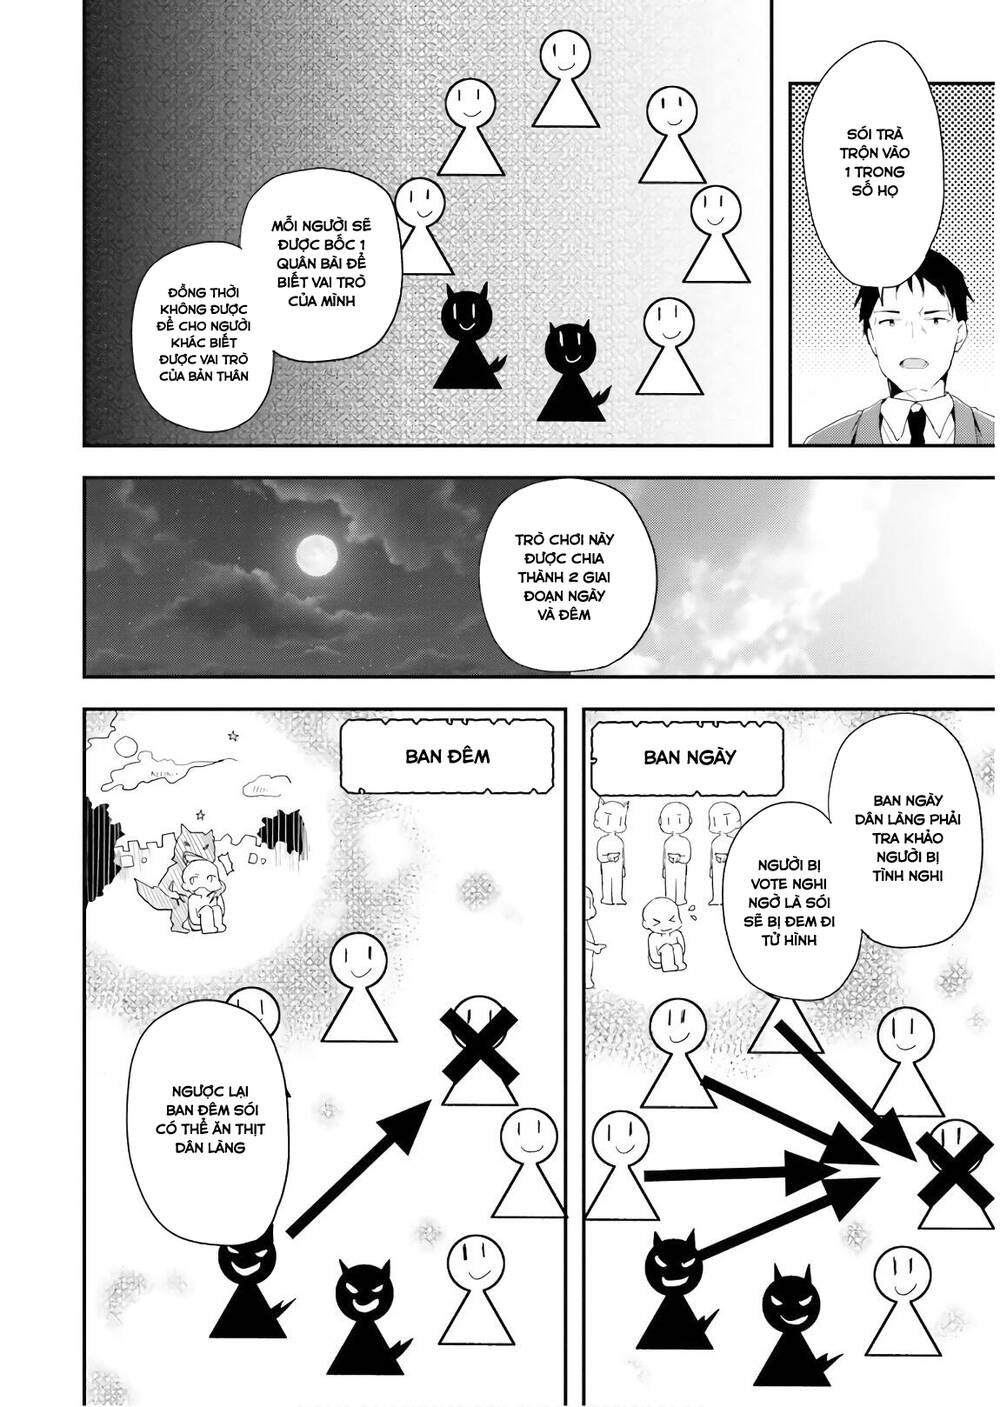 SÓI TRÀ
TRỘN VÀO
1 TRONG
SỐ HỌ
MỖI NGƯỜI SẼ
ĐƯỢC BỐC 1
QUÂN BÀI ĐỂ
BIẾT VAI TRÒ
CỦA MÌNH
ĐỒNG THỜI
KHÔNG ĐƯỢC
ĐỂ CHO NGƯỜI
KHÁC BIẾT
ĐƯỢC VAI TRÒ
CỦA BẢN THÂN
TRÒ CHƠI NÀY
ĐƯỢC CHIA
THÀNH 2 GIAI
ĐOẠN NGÀY
VÀ ĐÊM
BAN NGÀY
BAN NGÀY
DÂN LÀNG PHẢI
TRA KHẢO
NGƯỜI BỊ
TÌNH NGHI
NGƯỜI BỊ
VOTE NGHI
NGỜ LÀ SÓI
SẼ BỊ ĐEM ĐI
TỬ HÌNH
BAN ĐÊM
NGƯỢC LẠI
BAN ĐÊM SÓI
CÓ THỂ ĂN THỊT
DÂN LÀNG